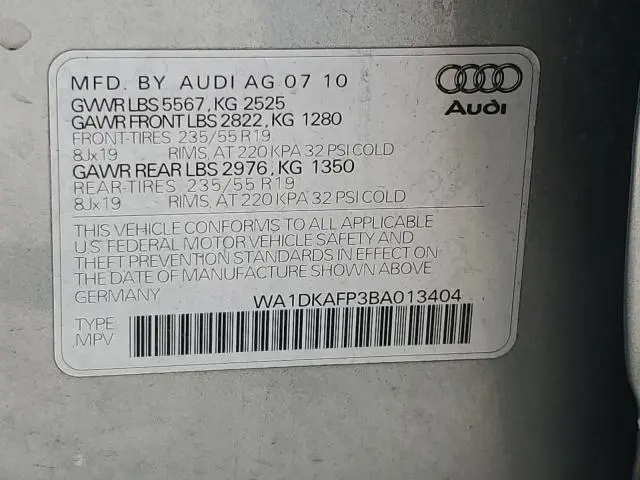 MFD. BY AUDI AG 07 10
GVWR LBS 5567, KG 2525
GAWR FRONT LBS 2822, KG 1280
FRONT-TIRES 235/55 R19
8Jx19 RIMS, AT 220 KPA 32 PSI COLD
GAWR REAR LBS 2976, KG 1350
REAR-TIRES 235/55 R19
8Jx19 RIMS, AT 220 KPA 32 PSI COLD
Audi
THIS VEHICLE CONFORMS TO ALL APPLICABLE
U.S. FEDERAL MOTOR VEHICLE SAFETY AND
THEFT PREVENTION STANDARDS IN EFFECT ON
THE DATE OF MANUFACTURE SHOWN ABOVE
GERMANY WA1DKAFP3BA013404
TYPE
MPV